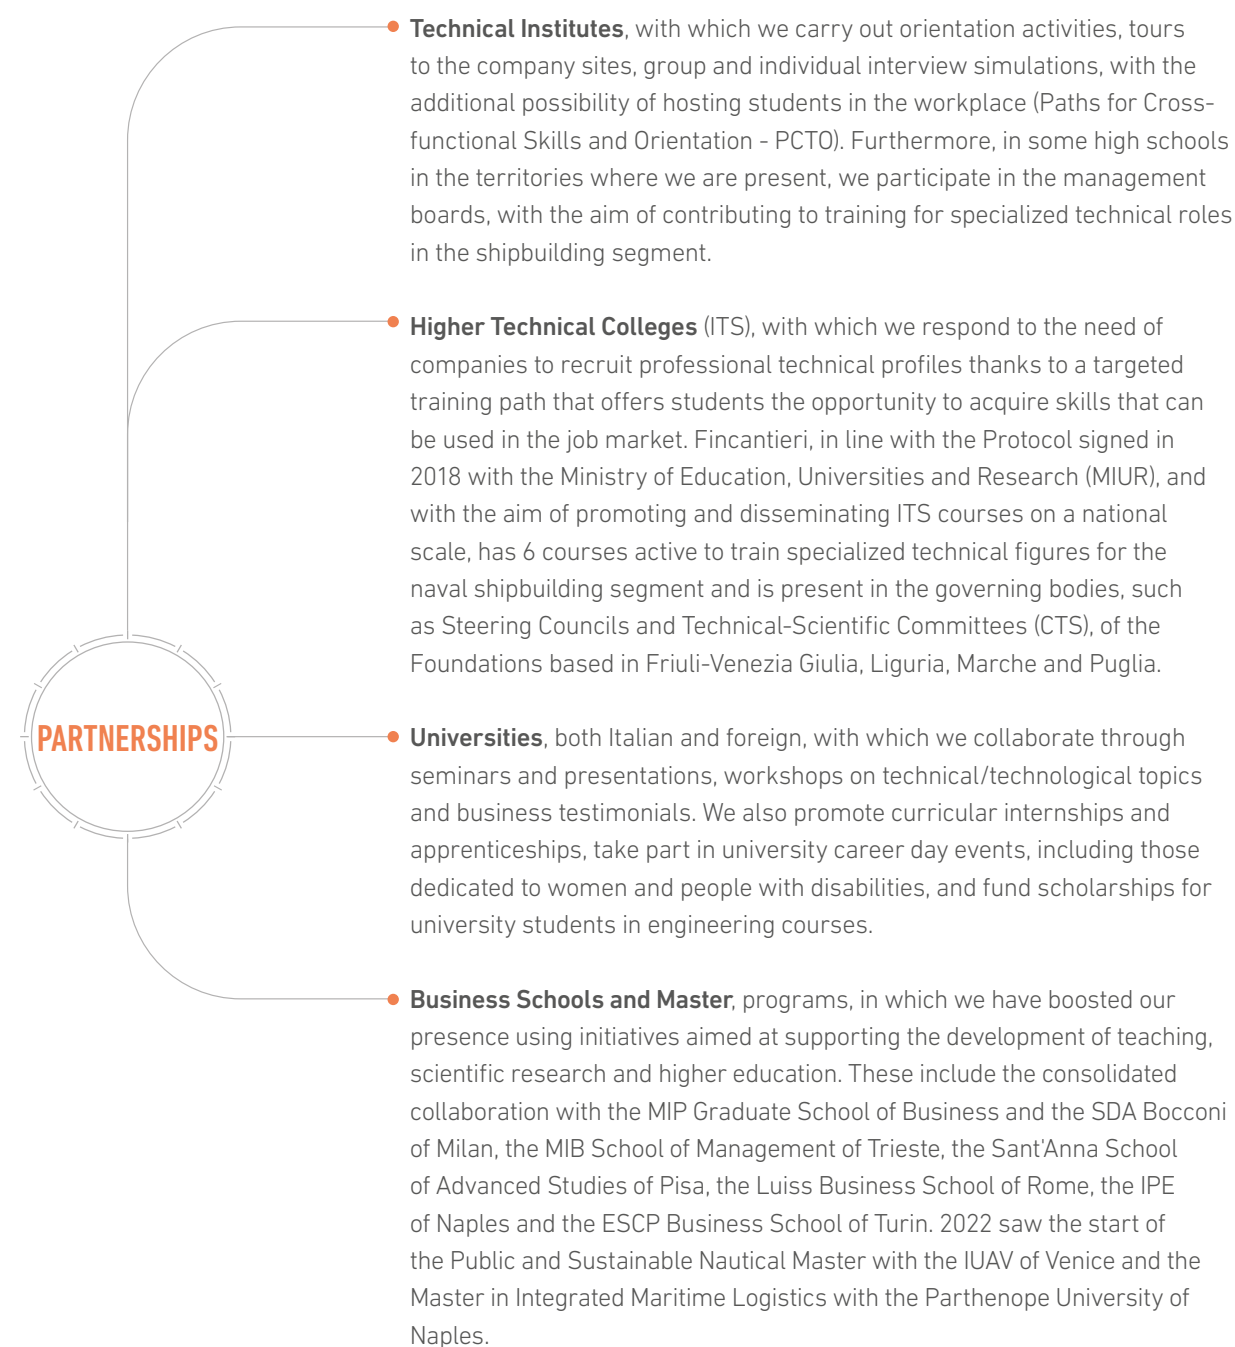 Technical Institutes, with which we carry out orientation activities, tours
to the company sites, group and individual interview simulations, with the
additional possibility of hosting students in the workplace (Paths for Cross-
functional Skills and Orientation - PCTO). Furthermore, in some high schools
in the territories where we are present, we participate in the management
boards, with the aim of contributing to training for specialized technical roles
in the shipbuilding segment.
Higher Technical Colleges (ITS), with which we respond to the need of
companies to recruit professional technical profiles thanks to a targeted
training path that offers students the opportunity to acquire skills that can
be used in the job market. Fincantieri, in line with the Protocol signed in
2018 with the Ministry of Education, Universities and Research (MIUR), and
with the aim of promoting and disseminating ITS courses on a national
scale, has 6 courses active to train specialized technical figures for the
naval shipbuilding segment and is present in the governing bodies, such
as Steering Councils and Technical-Scientific Committees (CTS), of the
Foundations based in Friuli-Venezia Giulia, Liguria, Marche and Puglia.
PARTNERSHIPS
Universities, both Italian and foreign, with which we collaborate through
seminars and presentations, workshops on technical/technological topics
and business testimonials. We also promote curricular internships and
apprenticeships, take part in university career day events, including those
dedicated to women and people with disabilities, and fund scholarships for
university students in engineering courses.
Business Schools and Master, programs, in which we have boosted our
presence using initiatives aimed at supporting the development of teaching,
scientific research and higher education. These include the consolidated
collaboration with the MIP Graduate School of Business and the SDA Bocconi
of Milan, the MIB School of Management of Trieste, the Sant'Anna School
of Advanced Studies of Pisa, the Luiss Business School of Rome, the IPE
of Naples and the ESCP Business School of Turin. 2022 saw the start of
the Public and Sustainable Nautical Master with the IUAV of Venice and the
Master in Integrated Maritime Logistics with the Parthenope University of
Naples.